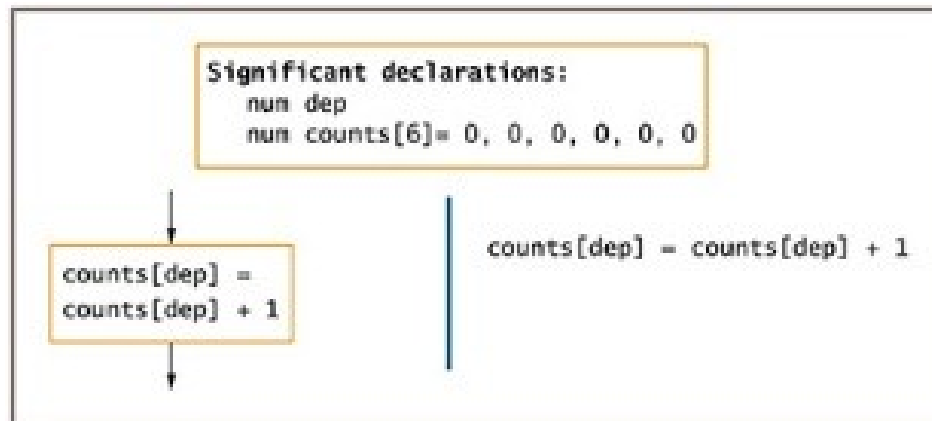 Significant declarations:
num dep
num counts[6]= 0, 0, 0, 0, 0, 0
counts[dep] =
counts[dep] + 1
counts[dep] = counts[dep] + 1